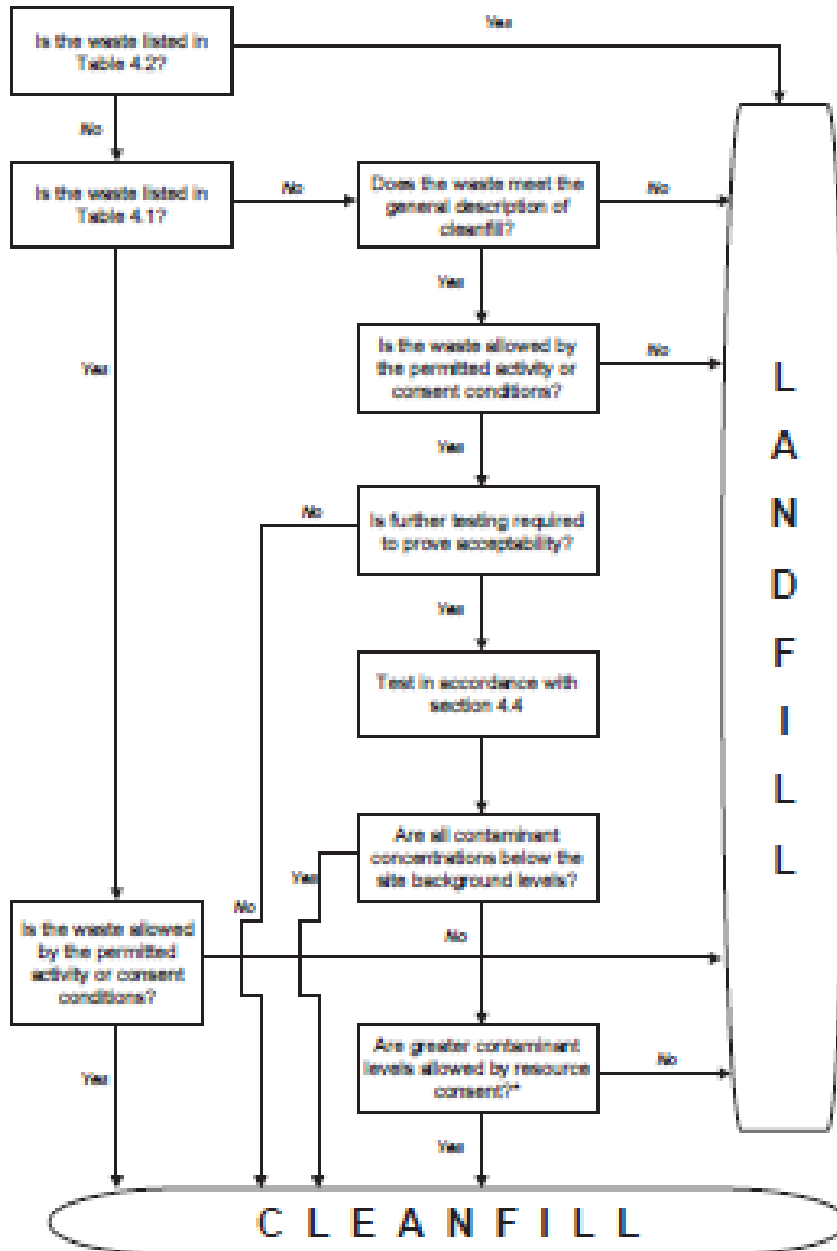 Yes
Is the waste listed in
Table 4.2?
No
Is the waste listed in
Table 4.1?
No
Does the waste meet the
general description of
cleanfill?
No
Yes
Yes
Is the waste allowed by
the permitted activity or
consent conditions?
No
Yes
No
Is further testing required
to prove acceptability?
Yes
Test in accordance with
section 4.4
Are all contaminant
concentrations below the
site background levels?
Yes
No
Is the waste allowed
by the permitted
activity or consent
conditions?
No
Are greater contaminant
levels allowed by resource
consent?*
No
Yes
Yes
LANDFILL
CLEANFILL